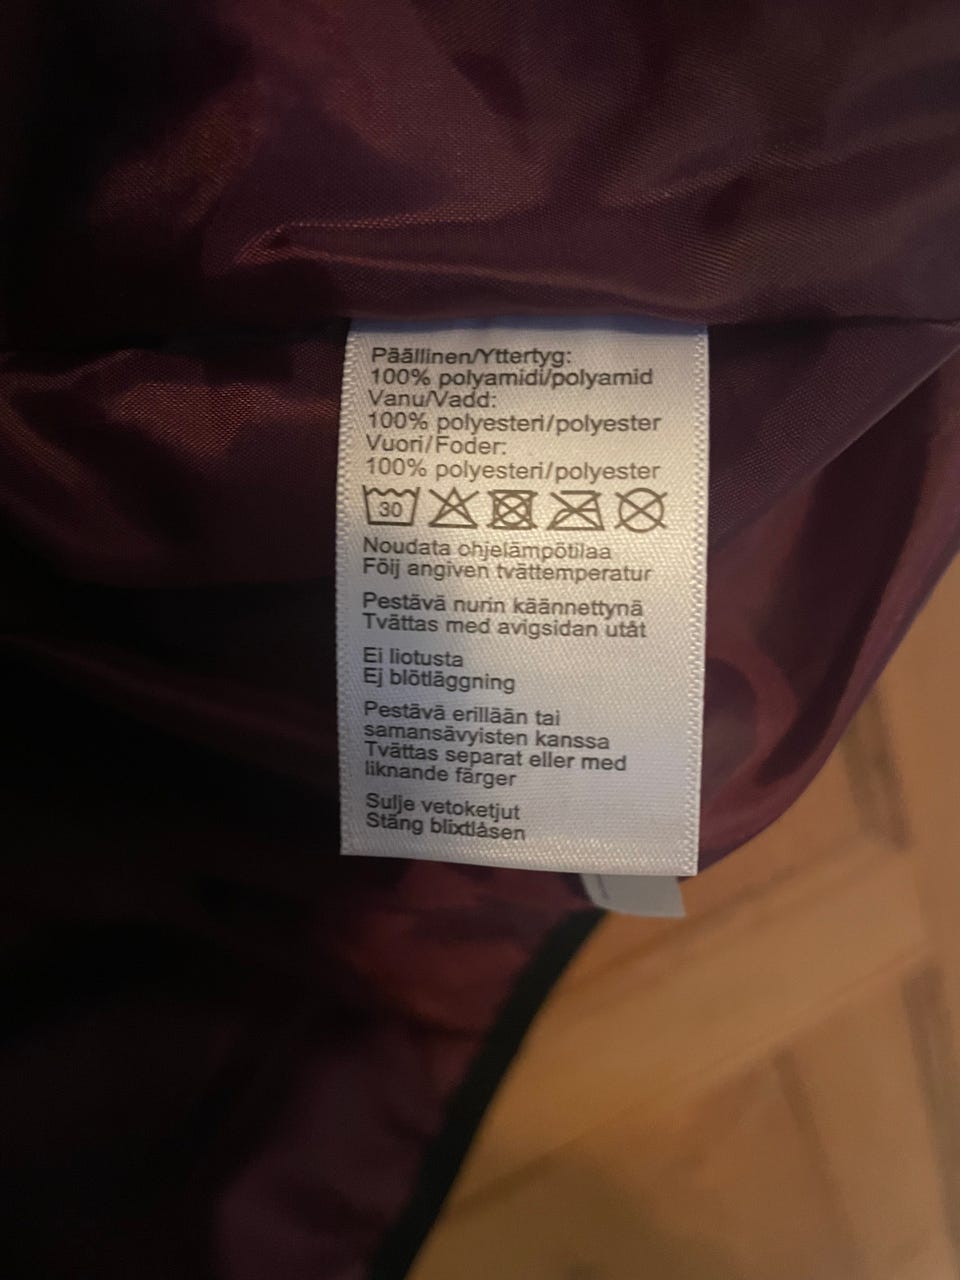 Päällinen/Yttertyg:
100% polyamidi/polyamid
Vanu/Vadd:
100% polyesteri/polyester
Vuori/Foder:
100% polyesteri/polyester
30
Noudata ohjelämpötilaa
Följ angiven tvättemperatur
Pestävä nurin käännettynä
Tvättas med avigsidan utåt
Ei liotusta
Ej blötläggning
Pestävä erillään tai
samansävyisten kanssa
Tvättas separat eller med
liknande färger
Sulje vetoketjut
Stäng blixtlåsen